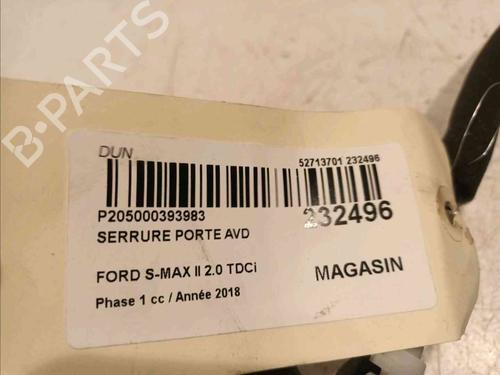 B-PARTS
DUN
52713701 232496
P205000393983
232496
SERRURE PORTE AVD
FORD S-MAX II 2.0 TDCi
MAGASIN
Phase 1 cc / Année 2018